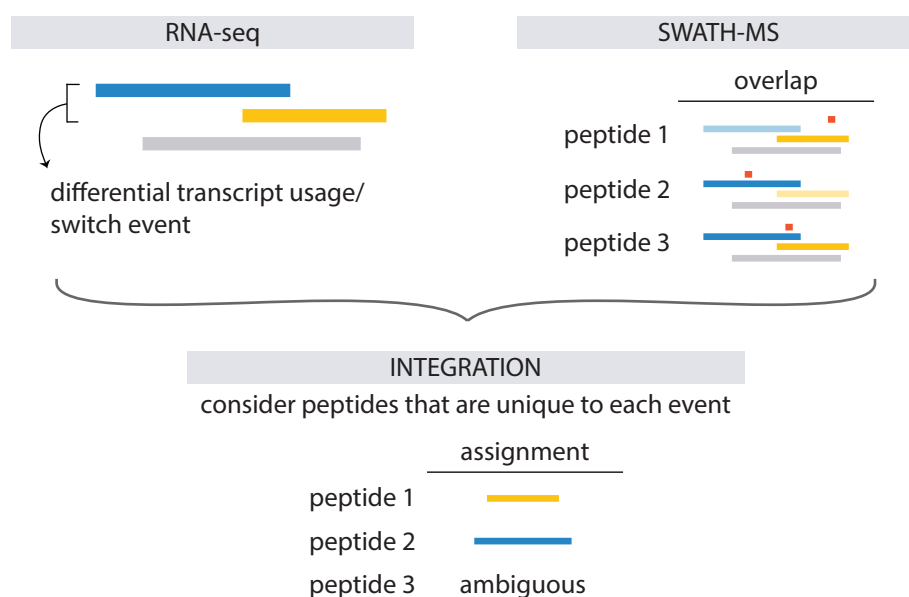 RNA-seq
differential transcript usage/
switch event
SWATH-MS
overlap
peptide 1
peptide 2
peptide 3
INTEGRATION
consider peptides that are unique to each event
assignment
peptide 1
peptide 2
peptide 3 ambiguous